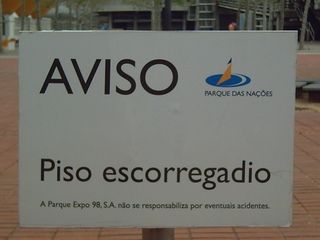 AVISO
PARQUE DAS NAÇÕES
Piso escorregadio
A Parque Expo 98, S.A. não se responsabiliza por eventuais acidentes.